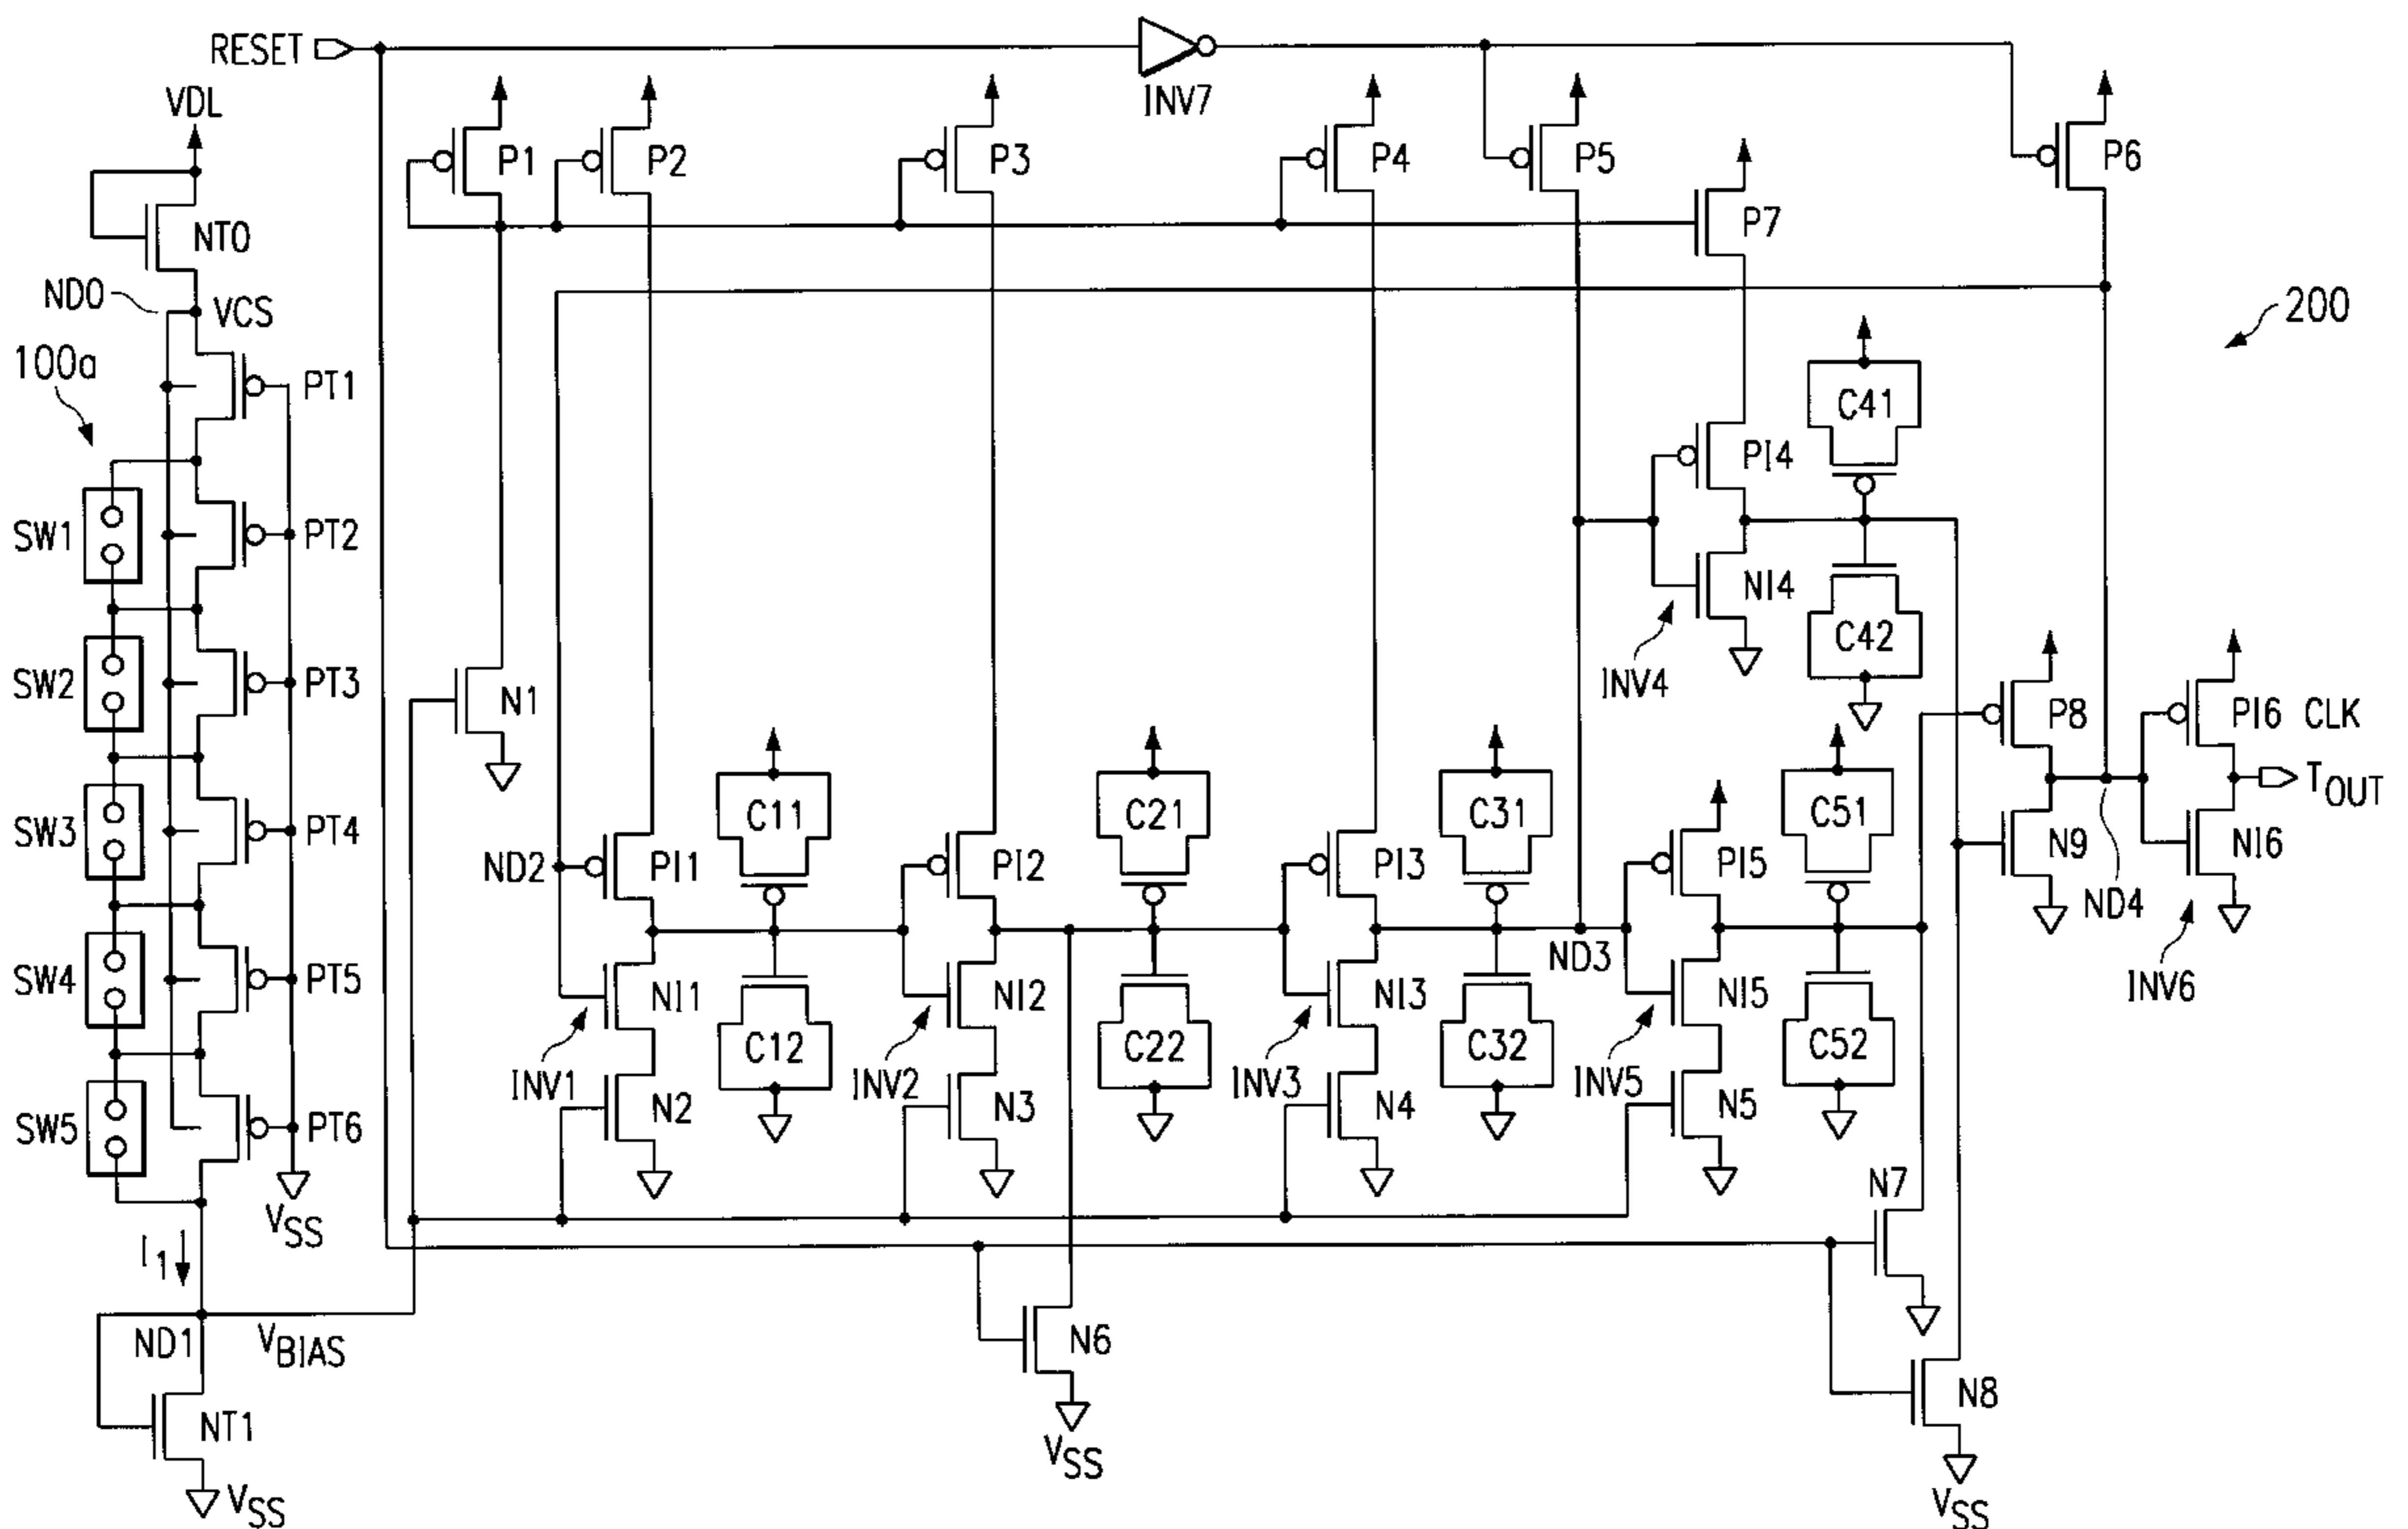 RESET
INV7
VDL
P1
P2
P3
P4
P5
P6
P7
NT0
ND0
VCS
200
100a
PT1
C41
PI4
SW1
PT2
NI4
C42
INV4
SW2
PT3
N1
P8
PI6 CLK
TOUT
SW3
PT4
C11
C21
C31
C51
ND2
PI1
PI2
PI3
PI5
N9
NI6
ND4
ND3
SW4
PT5
NI1
NI2
NI3
NI5
INV6
C12
C22
C32
C52
INV1
INV2
INV3
INV5
N2
N3
N4
N5
SW5
PT6
VSS
N7
I1
ND1
VBIAS
N6
N8
NT1
VSS
VSS
VSS